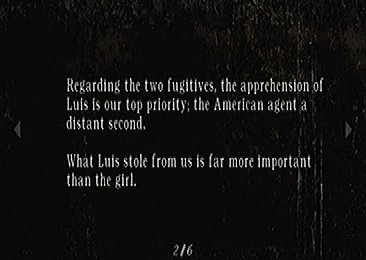 Regarding the two fugitives, the apprehension of
Luis is our top priority; the American agent a
distant second.
What Luis stole from us is far more important
than the girl.
2/6